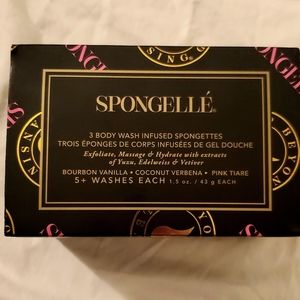 SPONGELLÉ®
3 BODY WASH INFUSED SPONGETTES
TROIS ÉPONGES DE CORPS INFUSÉES DE GEL DOUCHE
Exfoliate, Massage & Hydrate with extracts
of Yuzu, Edelweiss & Vetiver
BOURBON VANILLA • COCONUT VERBENA • PINK TIARE
5+ WASHES EACH 1.5 oz. / 43 g EACH